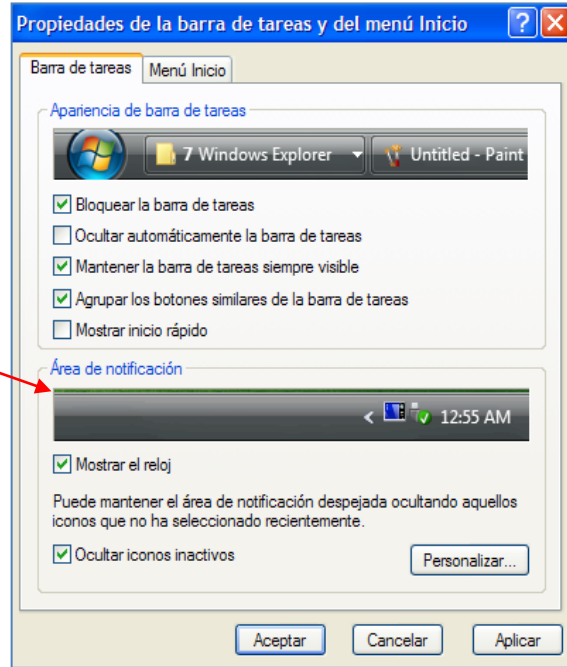 Propiedades de la barra de tareas y del menú Inicio
Barra de tareas
Menú Inicio
Apariencia de barra de tareas
7 Windows Explorer
Untitled - Paint
Bloquear la barra de tareas
Ocultar automáticamente la barra de tareas
Mantener la barra de tareas siempre visible
Agrupar los botones similares de la barra de tareas
Mostrar inicio rápido
Área de notificación
12:55 AM
Mostrar el reloj
Puede mantener el área de notificación despejada ocultando aquellos
iconos que no ha seleccionado recientemente.
Ocultar iconos inactivos
Personalizar...
Aceptar
Cancelar
Aplicar